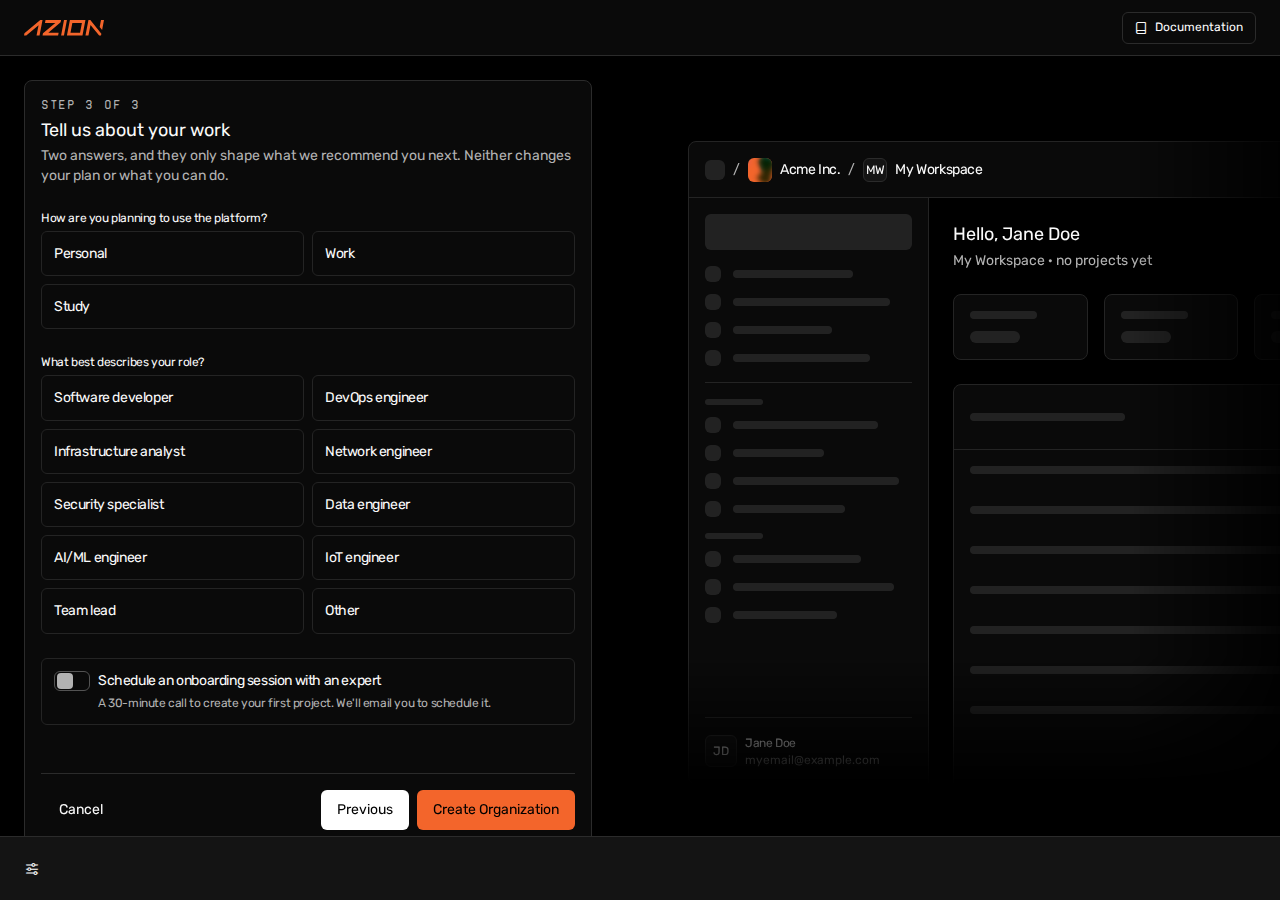 AZION
Documentation
STEP 3 OF 3
Tell us about your work
Two answers, and they only shape what we recommend you next. Neither changes
your plan or what you can do.
How are you planning to use the platform?
Personal
Work
Study
What best describes your role?
Software developer
DevOps engineer
Infrastructure analyst
Network engineer
Security specialist
Data engineer
AI/ML engineer
IoT engineer
Team lead
Other
Schedule an onboarding session with an expert
A 30-minute call to create your first project. We'll email you to schedule it.
Cancel
Previous
Create Organization
/ Acme Inc. / MW My Workspace
Hello, Jane Doe
My Workspace • no projects yet
JD
Jane Doe
myemail@example.com